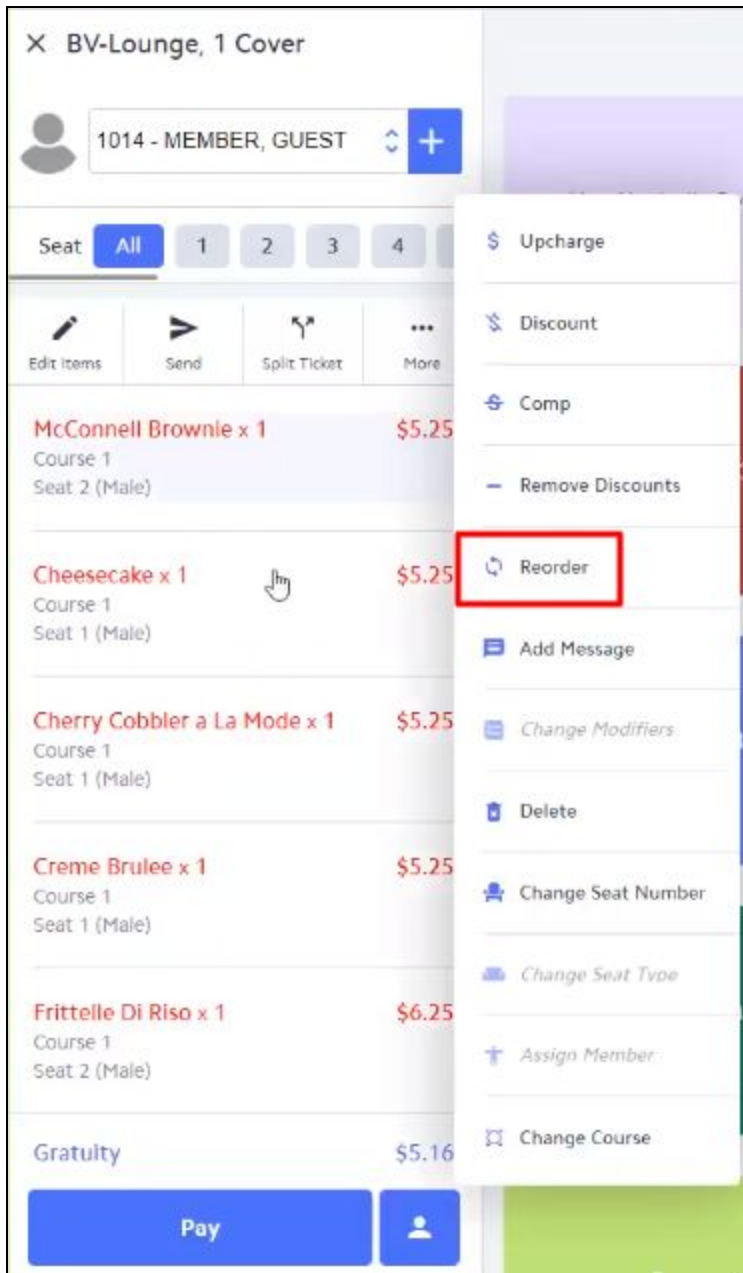 BV-Lounge, 1 Cover
1014 - MEMBER, GUEST
Seat All 1 2 3 4
Edit Items Send Split Ticket More
McConnell Brownie x 1 $5.25
Course 1
Seat 2 (Male)
Cheesecake x 1 $5.25
Course 1
Seat 1 (Male)
Cherry Cobbler a La Mode x 1 $5.25
Course 1
Seat 1 (Male)
Creme Brulee x 1 $5.25
Course 1
Seat 1 (Male)
Frittelle Di Riso x 1 $6.25
Course 1
Seat 2 (Male)
Gratuity $5.16
Pay
Upcharge
Discount
Comp
Remove Discounts
Reorder
Add Message
Change Modifiers
Delete
Change Seat Number
Change Seat Type
Assign Member
Change Course